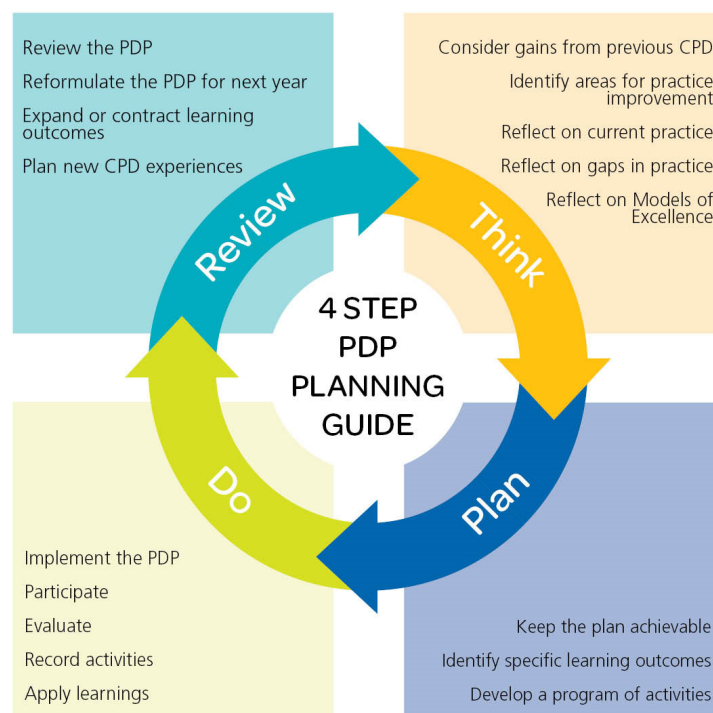 Review the PDP
Reformulate the PDP for next year
Expand or contract learning
outcomes
Plan new CPD experiences
Consider gains from previous CPD
Identify areas for practice
improvement
Reflect on current practice
Reflect on gaps in practice
Reflect on Models of
Excellence
Review
Think
4 STEP
PDP
PLANNING
GUIDE
Do
Plan
Implement the PDP
Participate
Evaluate
Record activities
Apply learnings
Keep the plan achievable
Identify specific learning outcomes
Develop a program of activities